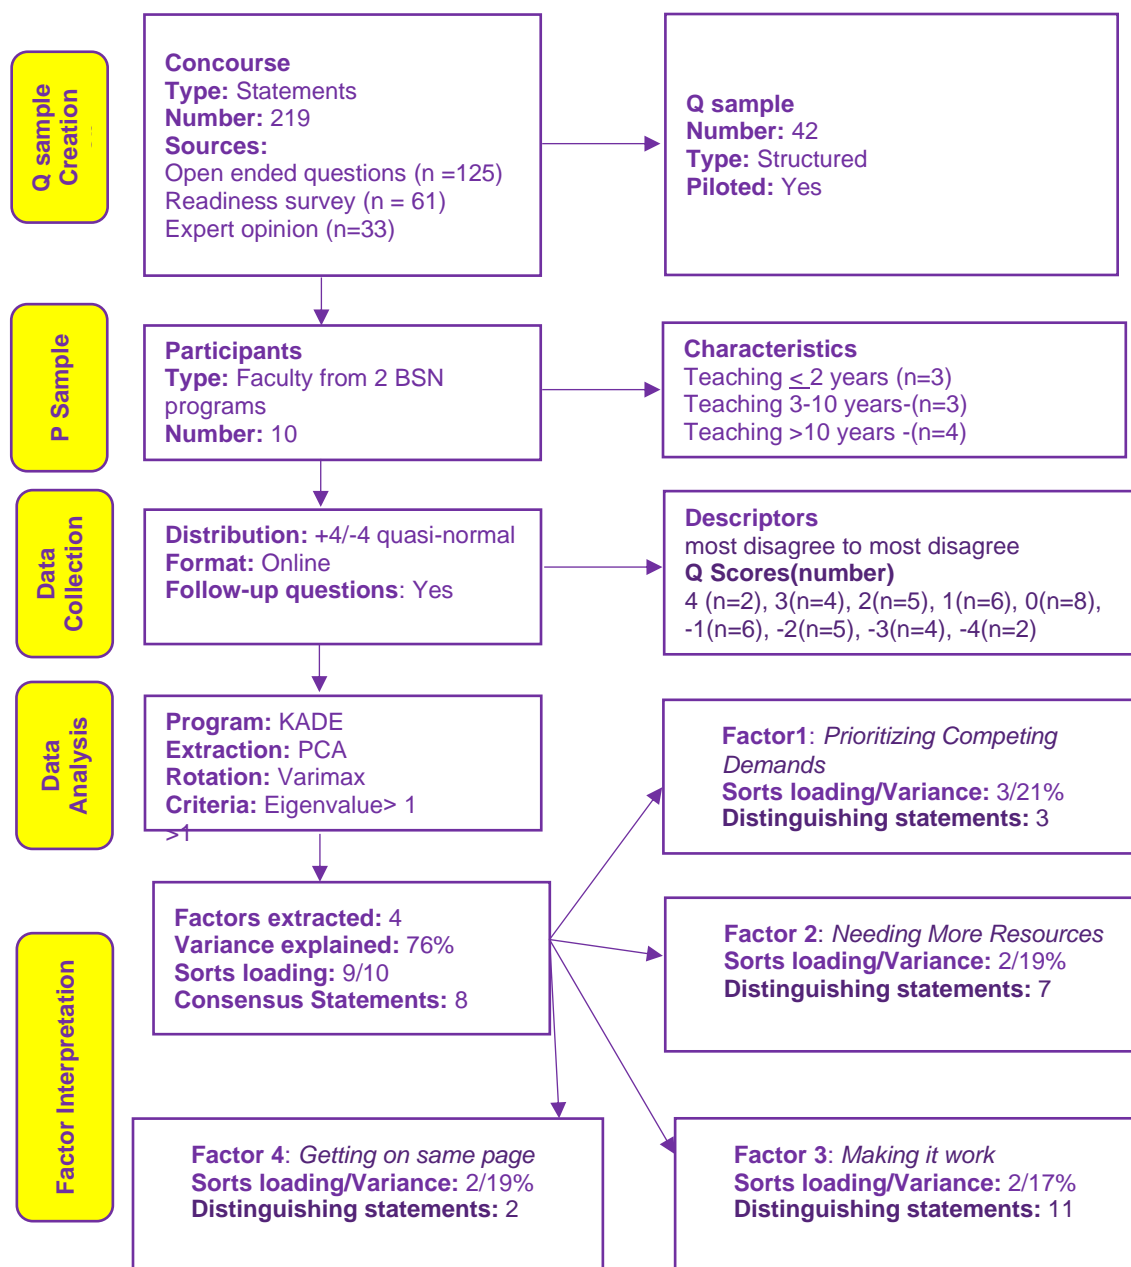 Q sample
Creation
Concourse
Type: Statements
Number: 219
Sources:
Open ended questions (n =125)
Readiness survey (n = 61)
Expert opinion (n=33)
Q sample
Number: 42
Type: Structured
Piloted: Yes
P Sample
Participants
Type: Faculty from 2 BSN
programs
Number: 10
Characteristics
Teaching < 2 years (n=3)
Teaching 3-10 years-(n=3)
Teaching >10 years -(n=4)
Data
Collection
Distribution: +4/-4 quasi-normal
Format: Online
Follow-up questions: Yes
Descriptors
most disagree to most disagree
Q Scores(number)
4 (n=2), 3(n=4), 2(n=5), 1(n=6), 0(n=8),
-1(n=6), -2(n=5), -3(n=4), -4(n=2)
Data
Analysis
Program: KADE
Extraction: PCA
Rotation: Varimax
Criteria: Eigenvalue> 1
>1
Factor1: Prioritizing Competing
Demands
Sorts loading/Variance: 3/21%
Distinguishing statements: 3
Factor Interpretation
Factors extracted: 4
Variance explained: 76%
Sorts loading: 9/10
Consensus Statements: 8
Factor 2: Needing More Resources
Sorts loading/Variance: 2/19%
Distinguishing statements: 7
Factor 4: Getting on same page
Sorts loading/Variance: 2/19%
Distinguishing statements: 2
Factor 3: Making it work
Sorts loading/Variance: 2/17%
Distinguishing statements: 11